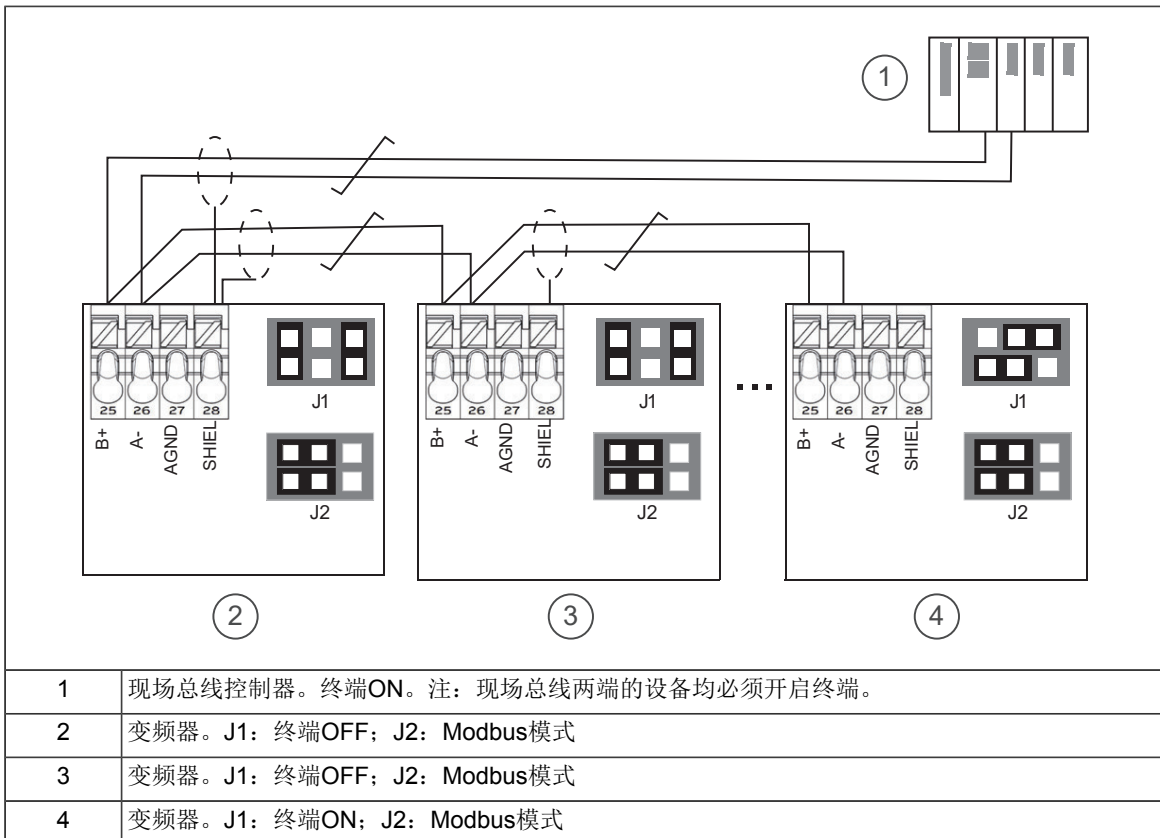 1
25 26 27 28
B+ A- AGND SHIEL
J1
J2
25 26 27 28
B+ A- AGND SHIEL
J1
J2
...
25 26 27 28
B+ A- AGND SHIEL
J1
J2
2
3
4
1 现场总线控制器。终端ON。注：现场总线两端的设备均必须开启终端。
2 变频器。J1：终端OFF；J2：Modbus模式
3 变频器。J1：终端OFF；J2：Modbus模式
4 变频器。J1：终端ON；J2：Modbus模式